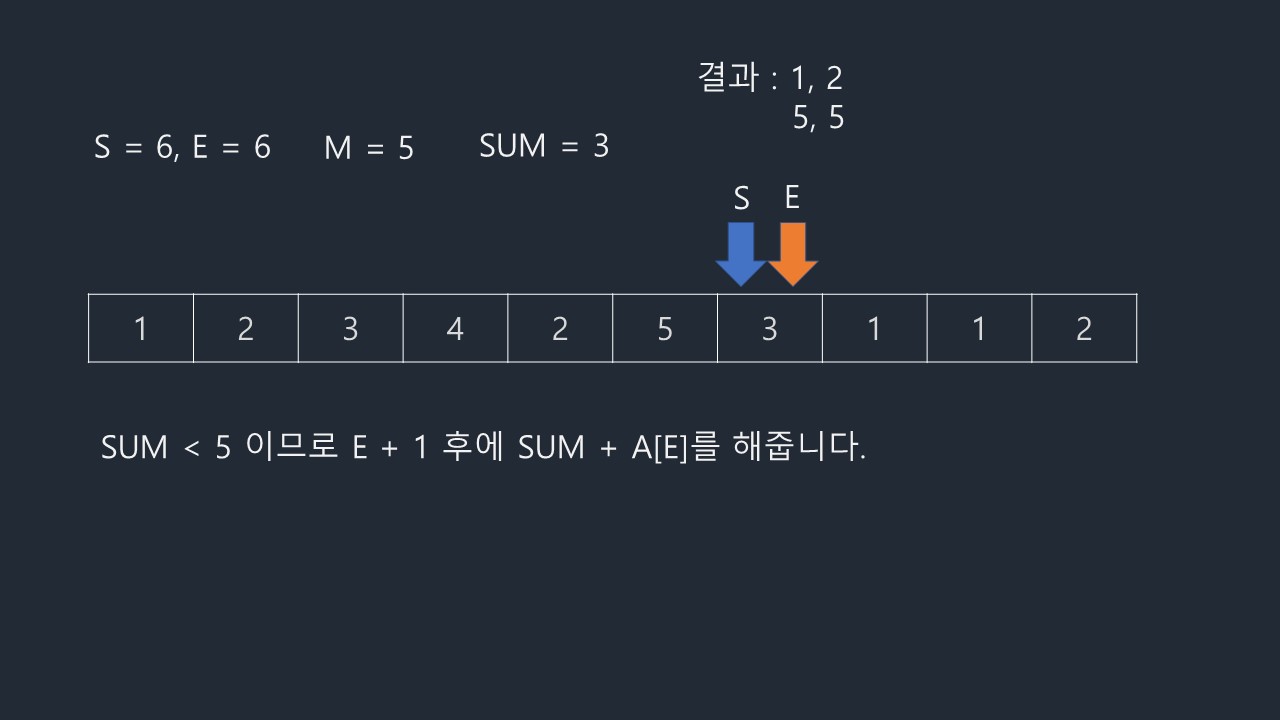 결과 : 1, 2
5, 5
S = 6, E = 6 M = 5 SUM = 3
S E
1 2 3 4 2 5 3 1 1 2
SUM < 5 이므로 E + 1 후에 SUM + A[E]를 해줍니다.